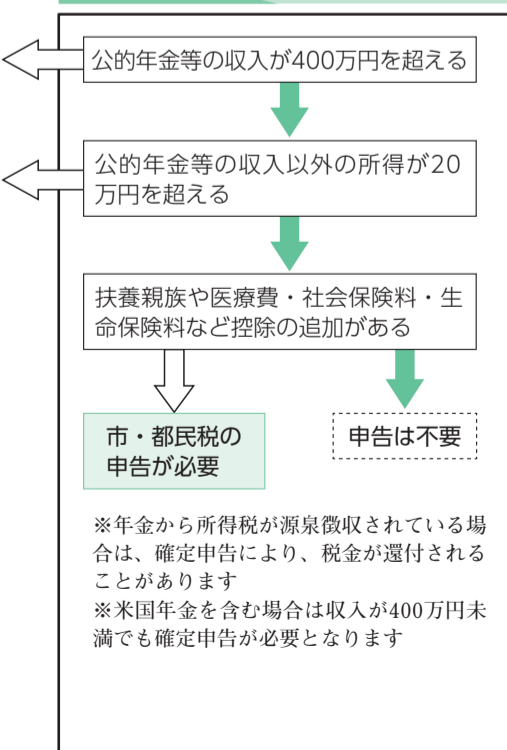 公的年金等の収入が400万円を超える
公的年金等の収入以外の所得が20
万円を超える
扶養親族や医療費・社会保険料・生
命保険料など控除の追加がある
市・都民税の
申告が必要
申告は不要
※年金から所得税が源泉徴収されている場
合は、確定申告により、税金が還付される
ことがあります
※米国年金を含む場合は収入が400万円未
満でも確定申告が必要となります